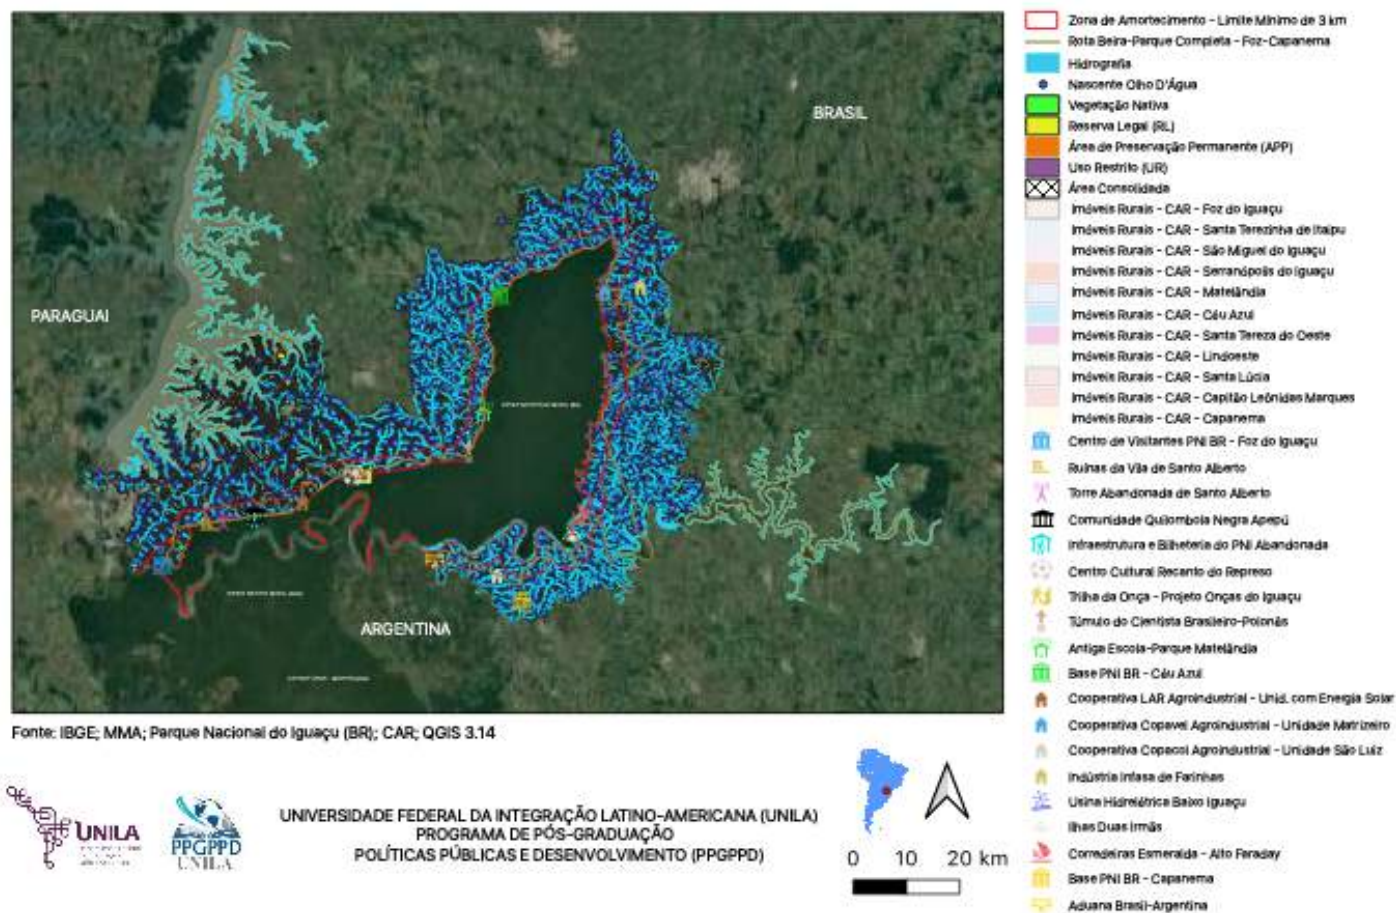 BRASIL
PARAGUAI
ARGENTINA
Zona de Amortecimento - Limite Mínimo de 3 km
Rota Beira-Parque Completa - Foz-Capanema
Hidrografia
Nascente Olho D'Água
Vegetação Nativa
Reserva Legal (RL)
Área de Preservação Permanente (APP)
Uso Restrito (UR)
Área Consolidada
Imóveis Rurais - CAR - Foz do Iguaçu
Imóveis Rurais - CAR - Santa Terezinha de Itaipu
Imóveis Rurais - CAR - São Miguel do Iguaçu
Imóveis Rurais - CAR - Serranópolis do Iguaçu
Imóveis Rurais - CAR - Matelândia
Imóveis Rurais - CAR - Céu Azul
Imóveis Rurais - CAR - Santa Tereza do Oeste
Imóveis Rurais - CAR - Lindoeste
Imóveis Rurais - CAR - Santa Lúcia
Imóveis Rurais - CAR - Capitão Leônidas Marques
Imóveis Rurais - CAR - Capanema
Centro de Visitantes PNI BR - Foz do Iguaçu
Ruínas da Vila de Santo Alberto
Torre Abandonada de Santo Alberto
Comunidade Quilombola Negra Apepú
Infraestrutura e Bilheteria do PNI Abandonada
Centro Cultural Recanto do Represo
Trilha da Onça - Projeto Onças do Iguaçu
Túmulo do Cientista Brasileiro-Polonês
Antiga Escola-Parque Matelândia
Base PNI BR - Céu Azul
Cooperativa LAR Agroindustrial - Unid. com Energia Solar
Cooperativa Copavel Agroindustrial - Unidade Matrizeiro
Cooperativa Copacol Agroindustrial - Unidade São Luiz
Indústria Infasa de Farinhas
Usina Hidrelétrica Baixo Iguaçu
Ilhas Duas Irmãs
Corredeiras Esmeralda - Alto Faraday
Base PNI BR - Capanema
Aduana Brasil-Argentina
Fonte: IBGE; MMA; Parque Nacional do Iguaçu (BR); CAR; QGIS 3.14
UNILA
PPGPPD
UNILA
UNIVERSIDADE FEDERAL DA INTEGRAÇÃO LATINO-AMERICANA (UNILA)
PROGRAMA DE PÓS-GRADUAÇÃO
POLÍTICAS PÚBLICAS E DESENVOLVIMENTO (PPGPPD)
0 10 20 km